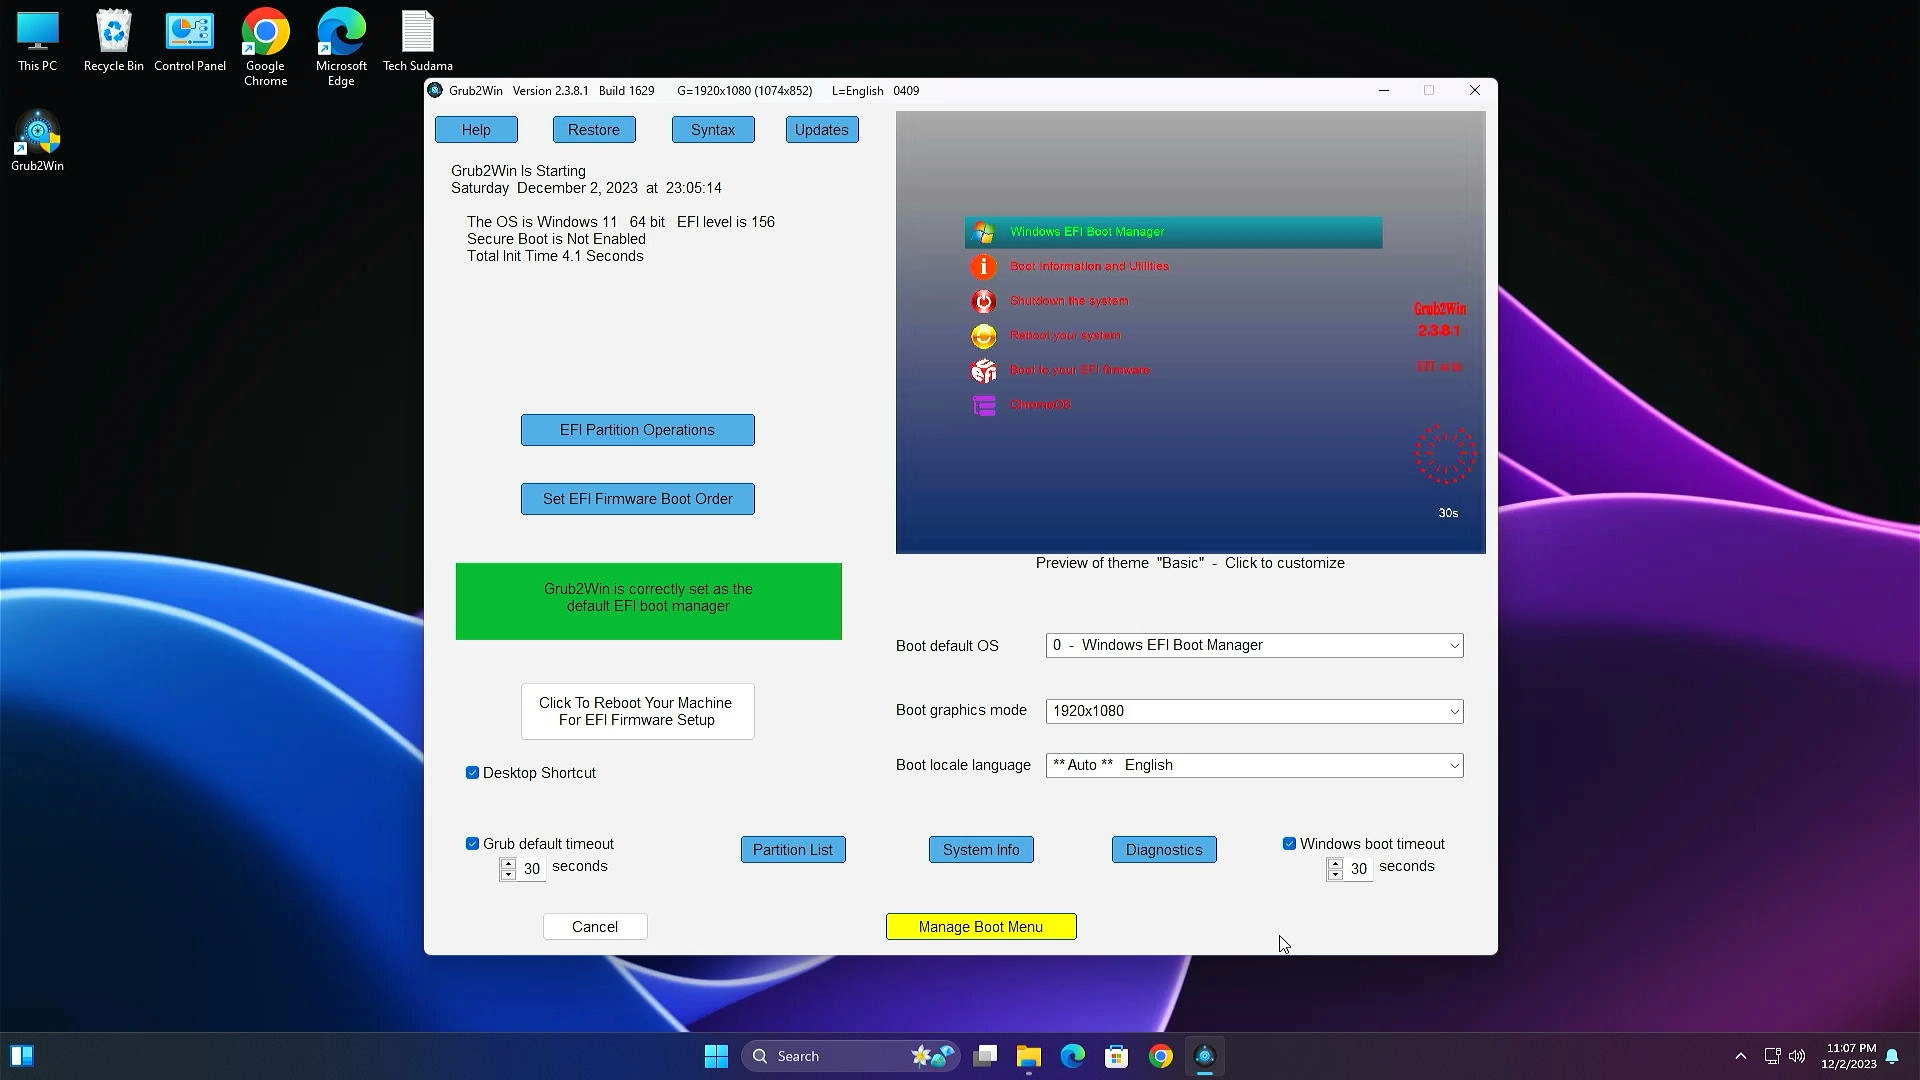 This PC
Recycle Bin
Control Panel
Google
Chrome
Microsoft
Edge
Tech Sudama
Grub2Win
Grub2Win Version 2.3.8.1 Build 1629 G=1920x1080 (1074x852) L=English 0409
Help
Restore
Syntax
Updates
Grub2Win Is Starting
Saturday December 2, 2023 at 23:05:14
The OS is Windows 11 64 bit EFI level is 156
Secure Boot is Not Enabled
Total Init Time 4.1 Seconds
EFI Partition Operations
Set EFI Firmware Boot Order
Grub2Win is correctly set as the
default EFI boot manager
Click To Reboot Your Machine
For EFI Firmware Setup
Desktop Shortcut
Windows EFI Boot Manager
Boot Information and Utilities
Shutdown the system
Reboot your system
Boot to your EFI firmware
efi
ChromeOS
Grub2Win
2.3.8.1
30s
Preview of theme "Basic" - Click to customize
Boot default OS
0 - Windows EFI Boot Manager
Boot graphics mode
1920x1080
Boot locale language
** Auto ** English
Grub default timeout
30 seconds
Partition List
System Info
Diagnostics
Windows boot timeout
30 seconds
Cancel
Manage Boot Menu
Search
11:07 PM
12/2/2023